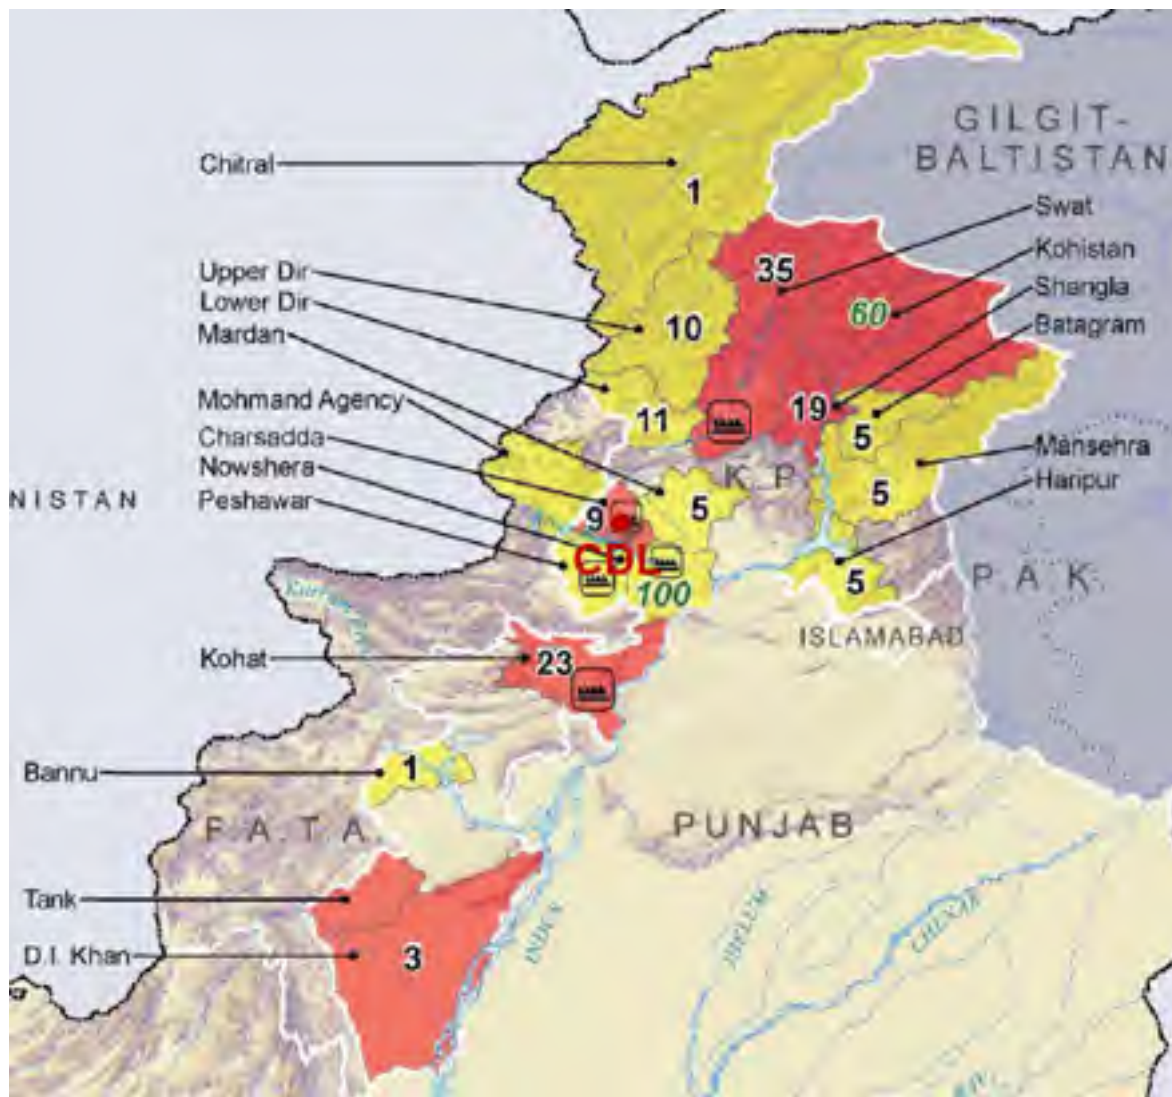 GILGIT-
BALTISTAN
Chitral
1
Swat
35
Kohistan
Upper Dir
Lower Dir
Shangla
60
Mardan
10
Batagram
Mohmand Agency
19
11
Charsadda
5
Mansehra
Nowshera
K P
Haripur
NISTAN
Peshawar
9
5
5
CDL
100
5
P.A.K.
ISLAMABAD
Kohat
23
Bannu
1
F.A.T.A.
PUNJAB
Tank
INDUS
JHELUM
CHENAB
D.I. Khan
3